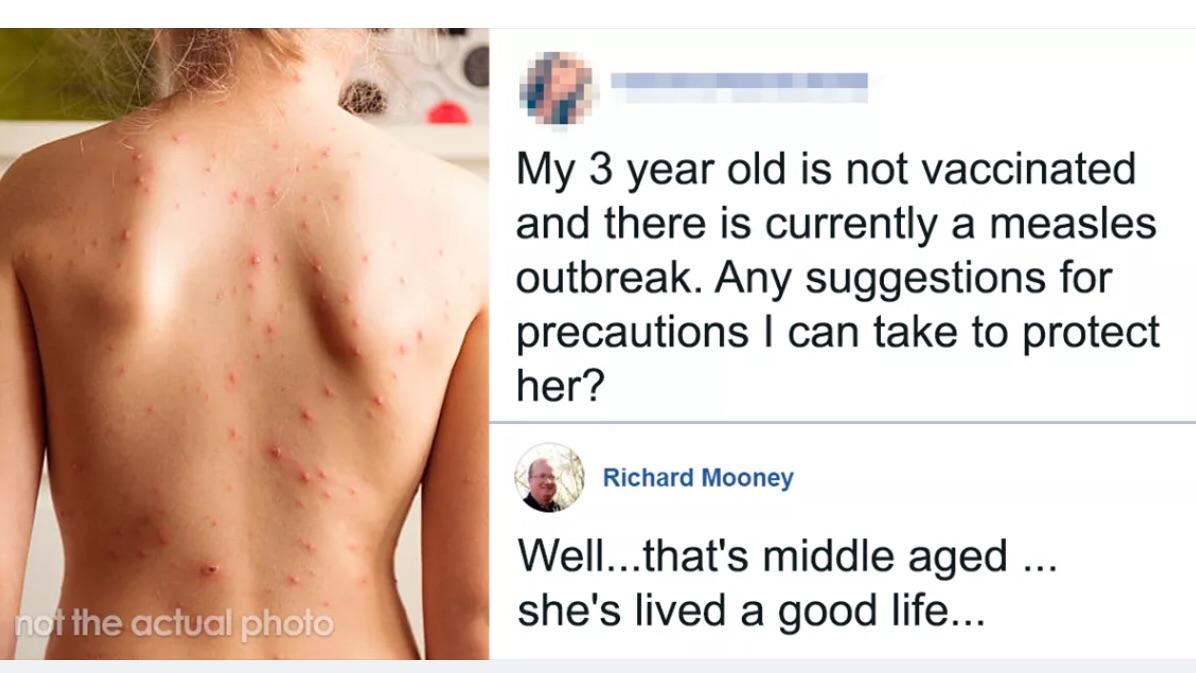 My 3 year old is not vaccinated
and there is currently a measles
outbreak. Any suggestions for
precautions I can take to protect
her?
Richard Mooney
Well...that's middle aged ...
she's lived a good life...
not the actual photo